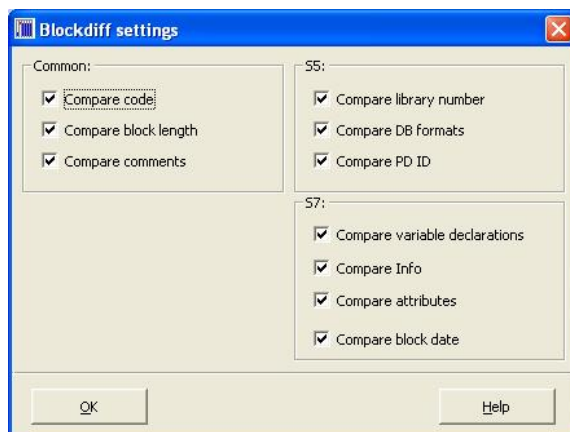 Blockdiff settings
Common:
Compare code
Compare block length
Compare comments
S5:
Compare library number
Compare DB formats
Compare PD ID
S7:
Compare variable declarations
Compare Info
Compare attributes
Compare block date
OK
Help